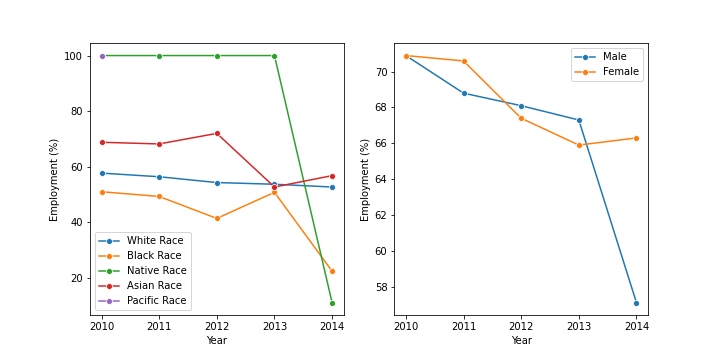 100
80
60
40
20
Employment (%)
White Race
Black Race
Native Race
Asian Race
Pacific Race
2010 2011 2012 2013 2014
Year
70
68
66
64
62
60
58
Employment (%)
Male
Female
2010 2011 2012 2013 2014
Year